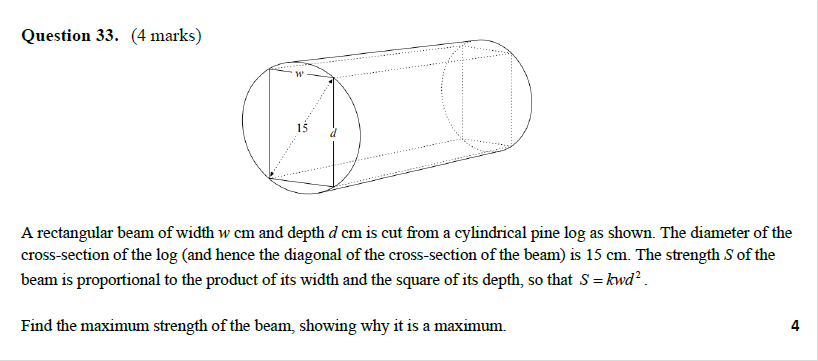 Question 33. (4 marks)
w
15
d
A rectangular beam of width w cm and depth d cm is cut from a cylindrical pine log as shown. The diameter of the
cross-section of the log (and hence the diagonal of the cross-section of the beam) is 15 cm. The strength S of the
beam is proportional to the product of its width and the square of its depth, so that S = kwd².
Find the maximum strength of the beam, showing why it is a maximum. 4